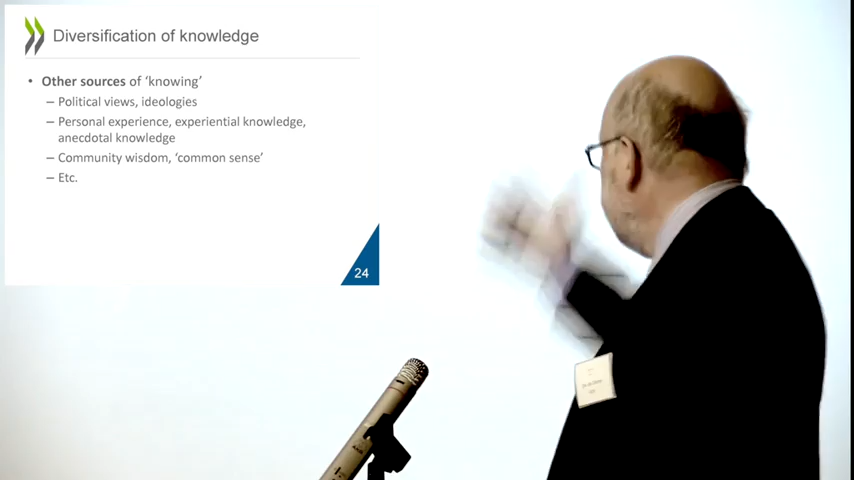 Diversification of knowledge
• Other sources of ‘knowing’
– Political views, ideologies
– Personal experience, experiential knowledge,
anecdotal knowledge
– Community wisdom, ‘common sense’
– Etc.
24